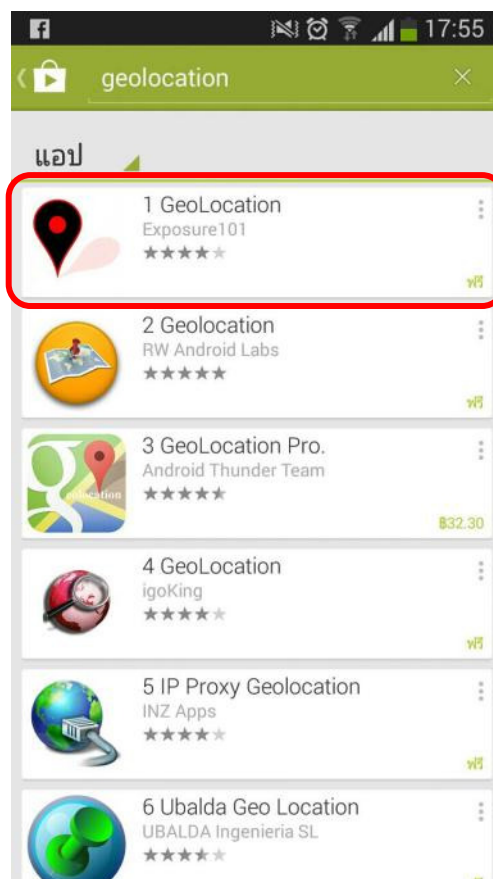 17:55
geolocation
แอป
1 GeoLocation
Exposure101
ฟรี
2 Geolocation
RW Android Labs
ฟรี
3 GeoLocation Pro.
Android Thunder Team
geolocation
฿32.30
4 GeoLocation
igoKing
ฟรี
5 IP Proxy Geolocation
INZ Apps
ฟรี
6 Ubalda Geo Location
UBALDA Ingenieria SL